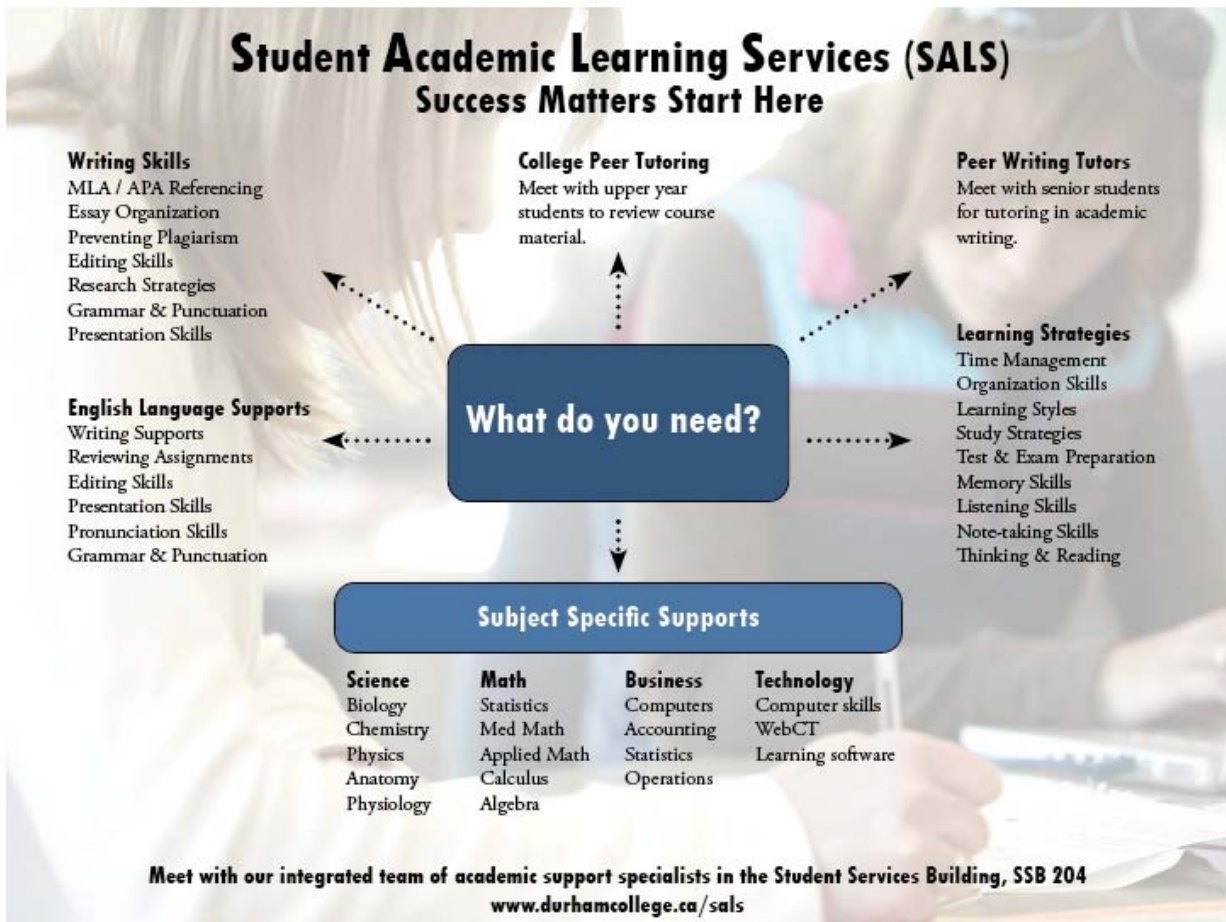 Student Academic Learning Services (SALS)
Success Matters Start Here
Writing Skills
MLA / APA Referencing
Essay Organization
Preventing Plagiarism
Editing Skills
Research Strategies
Grammar & Punctuation
Presentation Skills
College Peer Tutoring
Meet with upper year
students to review course
material.
Peer Writing Tutors
Meet with senior students
for tutoring in academic
writing.
English Language Supports
Writing Supports
Reviewing Assignments
Editing Skills
Presentation Skills
Pronunciation Skills
Grammar & Punctuation
What do you need?
Learning Strategies
Time Management
Organization Skills
Learning Styles
Study Strategies
Test & Exam Preparation
Memory Skills
Listening Skills
Note-taking Skills
Thinking & Reading
Subject Specific Supports
Science
Biology
Chemistry
Physics
Anatomy
Physiology
Math
Statistics
Med Math
Applied Math
Calculus
Algebra
Business
Computers
Accounting
Statistics
Operations
Technology
Computer skills
WebCT
Learning software
Meet with our integrated team of academic support specialists in the Student Services Building, SSB 204
www.durhamcollege.ca/sals